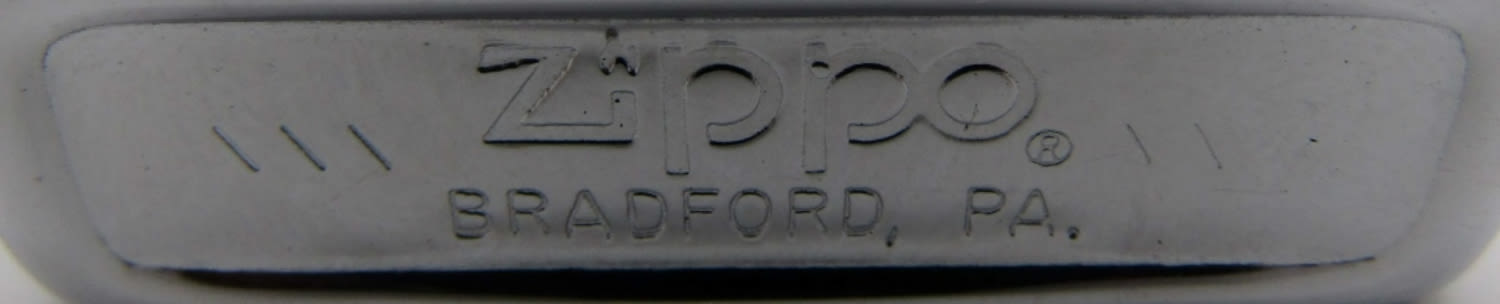 \\\ Zippo® \\
BRADFORD, PA.